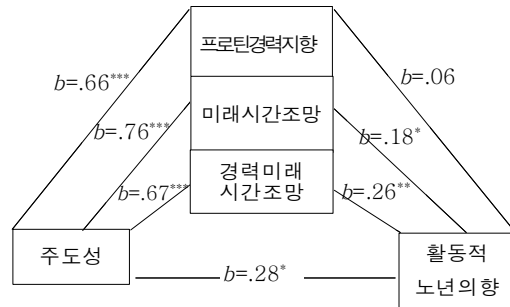 프로틴경력지향
b=.66***
b=.06
미래시간조망
b=.76***
b=.18*
경력미래
시간조망
b=.67***
b=.26**
주도성
활동적
노년의향
b=.28*